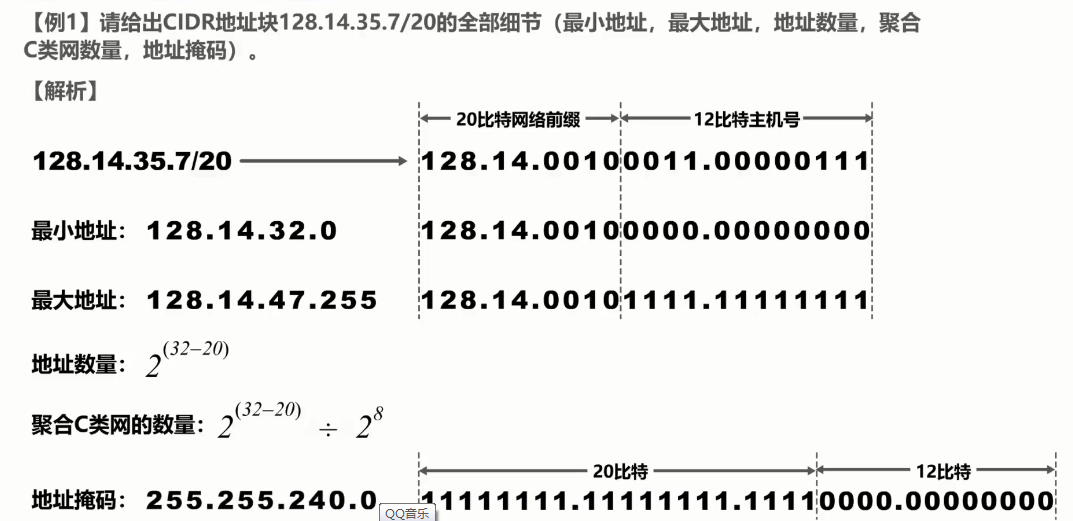 【例1】请给出CIDR地址块128.14.35.7/20的全部细节（最小地址，最大地址，地址数量，聚合
C类网数量，地址掩码）。
【解析】
20比特网络前缀 12比特主机号
128.14.35.7/20 128.14.00100011.00000111
最小地址： 128.14.32.0 128.14.00100000.00000000
最大地址： 128.14.47.255 128.14.00101111.11111111
地址数量： 2^(32−20)
聚合C类网的数量： 2^(32−20) ÷ 2^8
20比特 12比特
地址掩码： 255.255.240.0 11111111.11111111.11110000.00000000
QQ音乐